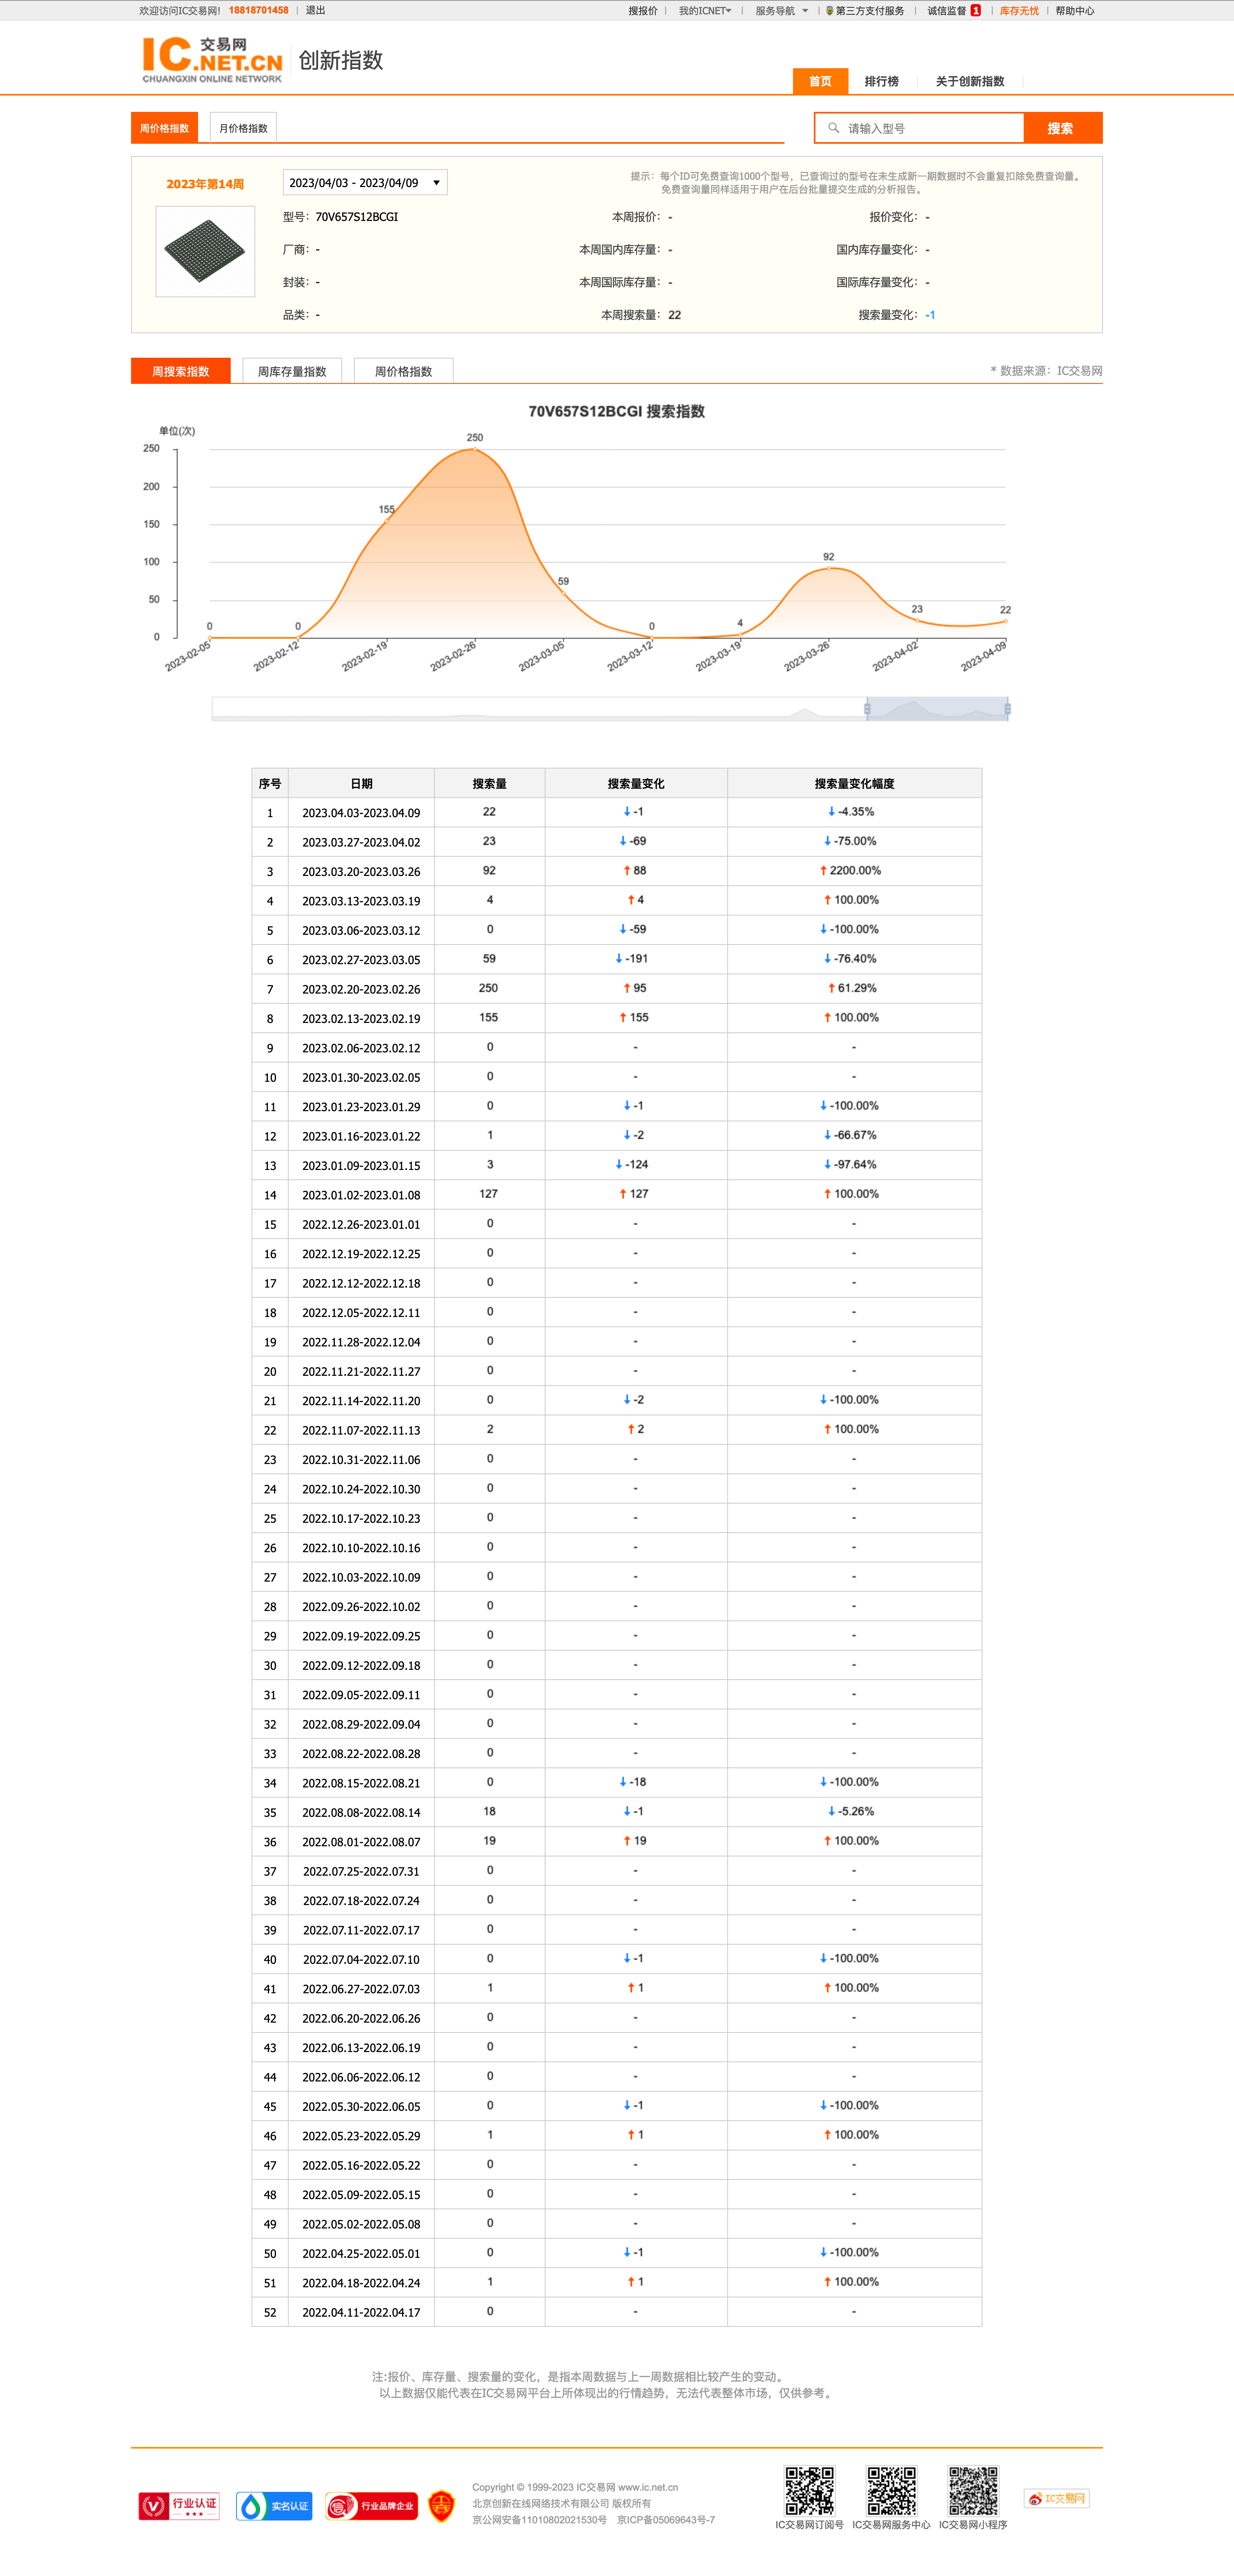 欢迎访问IC交易网! 18818701458 | 退出 搜报价 | 我的ICNET | 服务导航 | 第三方支付服务 | 诚信监督 1 | 库存无忧 | 帮助中心
IC 交易网 .NET.CN 创新指数
CHUANGXIN ONLINE NETWORK
首页 排行榜 关于创新指数
周价格指数 月价格指数 请输入型号 搜索
2023年第14周 2023/04/03 - 2023/04/09 提示：每个ID可免费查询1000个型号，已查询过的型号在未生成新一期数据时不会重复扣除免费查询量。
免费查询量同样适用于用户在后台批量提交生成的分析报告。
型号：70V657S12BCGI 本周报价：- 报价变化：-
厂商：- 本周国内库存量：- 国内库存量变化：-
封装：- 本周国际库存量：- 国际库存量变化：-
品类：- 本周搜索量：22 搜索量变化：-1
周搜索指数 周库存量指数 周价格指数 * 数据来源：IC交易网
70V657S12BCGI 搜索指数
单位(次)
250
200
150
100
50
0
0 0 155 250 59 0 4 92 23 22
2023-02-05 2023-02-12 2023-02-19 2023-02-26 2023-03-05 2023-03-12 2023-03-19 2023-03-26 2023-04-02 2023-04-09
序号 日期 搜索量 搜索量变化 搜索量变化幅度
1 2023.04.03-2023.04.09 22 ↓-1 ↓-4.35%
2 2023.03.27-2023.04.02 23 ↓-69 ↓-75.00%
3 2023.03.20-2023.03.26 92 ↑88 ↑2200.00%
4 2023.03.13-2023.03.19 4 ↑4 ↑100.00%
5 2023.03.06-2023.03.12 0 ↓-59 ↓-100.00%
6 2023.02.27-2023.03.05 59 ↓-191 ↓-76.40%
7 2023.02.20-2023.02.26 250 ↑95 ↑61.29%
8 2023.02.13-2023.02.19 155 ↑155 ↑100.00%
9 2023.02.06-2023.02.12 0 - -
10 2023.01.30-2023.02.05 0 - -
11 2023.01.23-2023.01.29 0 ↓-1 ↓-100.00%
12 2023.01.16-2023.01.22 1 ↓-2 ↓-66.67%
13 2023.01.09-2023.01.15 3 ↓-124 ↓-97.64%
14 2023.01.02-2023.01.08 127 ↑127 ↑100.00%
15 2022.12.26-2023.01.01 0 - -
16 2022.12.19-2022.12.25 0 - -
17 2022.12.12-2022.12.18 0 - -
18 2022.12.05-2022.12.11 0 - -
19 2022.11.28-2022.12.04 0 - -
20 2022.11.21-2022.11.27 0 - -
21 2022.11.14-2022.11.20 0 ↓-2 ↓-100.00%
22 2022.11.07-2022.11.13 2 ↑2 ↑100.00%
23 2022.10.31-2022.11.06 0 - -
24 2022.10.24-2022.10.30 0 - -
25 2022.10.17-2022.10.23 0 - -
26 2022.10.10-2022.10.16 0 - -
27 2022.10.03-2022.10.09 0 - -
28 2022.09.26-2022.10.02 0 - -
29 2022.09.19-2022.09.25 0 - -
30 2022.09.12-2022.09.18 0 - -
31 2022.09.05-2022.09.11 0 - -
32 2022.08.29-2022.09.04 0 - -
33 2022.08.22-2022.08.28 0 - -
34 2022.08.15-2022.08.21 0 ↓-18 ↓-100.00%
35 2022.08.08-2022.08.14 18 ↓-1 ↓-5.26%
36 2022.08.01-2022.08.07 19 ↑19 ↑100.00%
37 2022.07.25-2022.07.31 0 - -
38 2022.07.18-2022.07.24 0 - -
39 2022.07.11-2022.07.17 0 - -
40 2022.07.04-2022.07.10 0 ↓-1 ↓-100.00%
41 2022.06.27-2022.07.03 1 ↑1 ↑100.00%
42 2022.06.20-2022.06.26 0 - -
43 2022.06.13-2022.06.19 0 - -
44 2022.06.06-2022.06.12 0 - -
45 2022.05.30-2022.06.05 0 ↓-1 ↓-100.00%
46 2022.05.23-2022.05.29 1 ↑1 ↑100.00%
47 2022.05.16-2022.05.22 0 - -
48 2022.05.09-2022.05.15 0 - -
49 2022.05.02-2022.05.08 0 - -
50 2022.04.25-2022.05.01 0 ↓-1 ↓-100.00%
51 2022.04.18-2022.04.24 1 ↑1 ↑100.00%
52 2022.04.11-2022.04.17 0 - -
注:报价、库存量、搜索量的变化，是指本周数据与上一周数据相比较产生的变动。
以上数据仅能代表在IC交易网平台上所体现出的行情趋势，无法代表整体市场，仅供参考。
行业认证 实名认证 信 行业品牌企业
Copyright © 1999-2023 IC交易网 www.ic.net.cn
北京创新在线网络技术有限公司 版权所有
京公网安备11010802021530号 京ICP备05069643号-7
IC交易网订阅号 IC交易网服务中心 IC交易网小程序
IC交易网